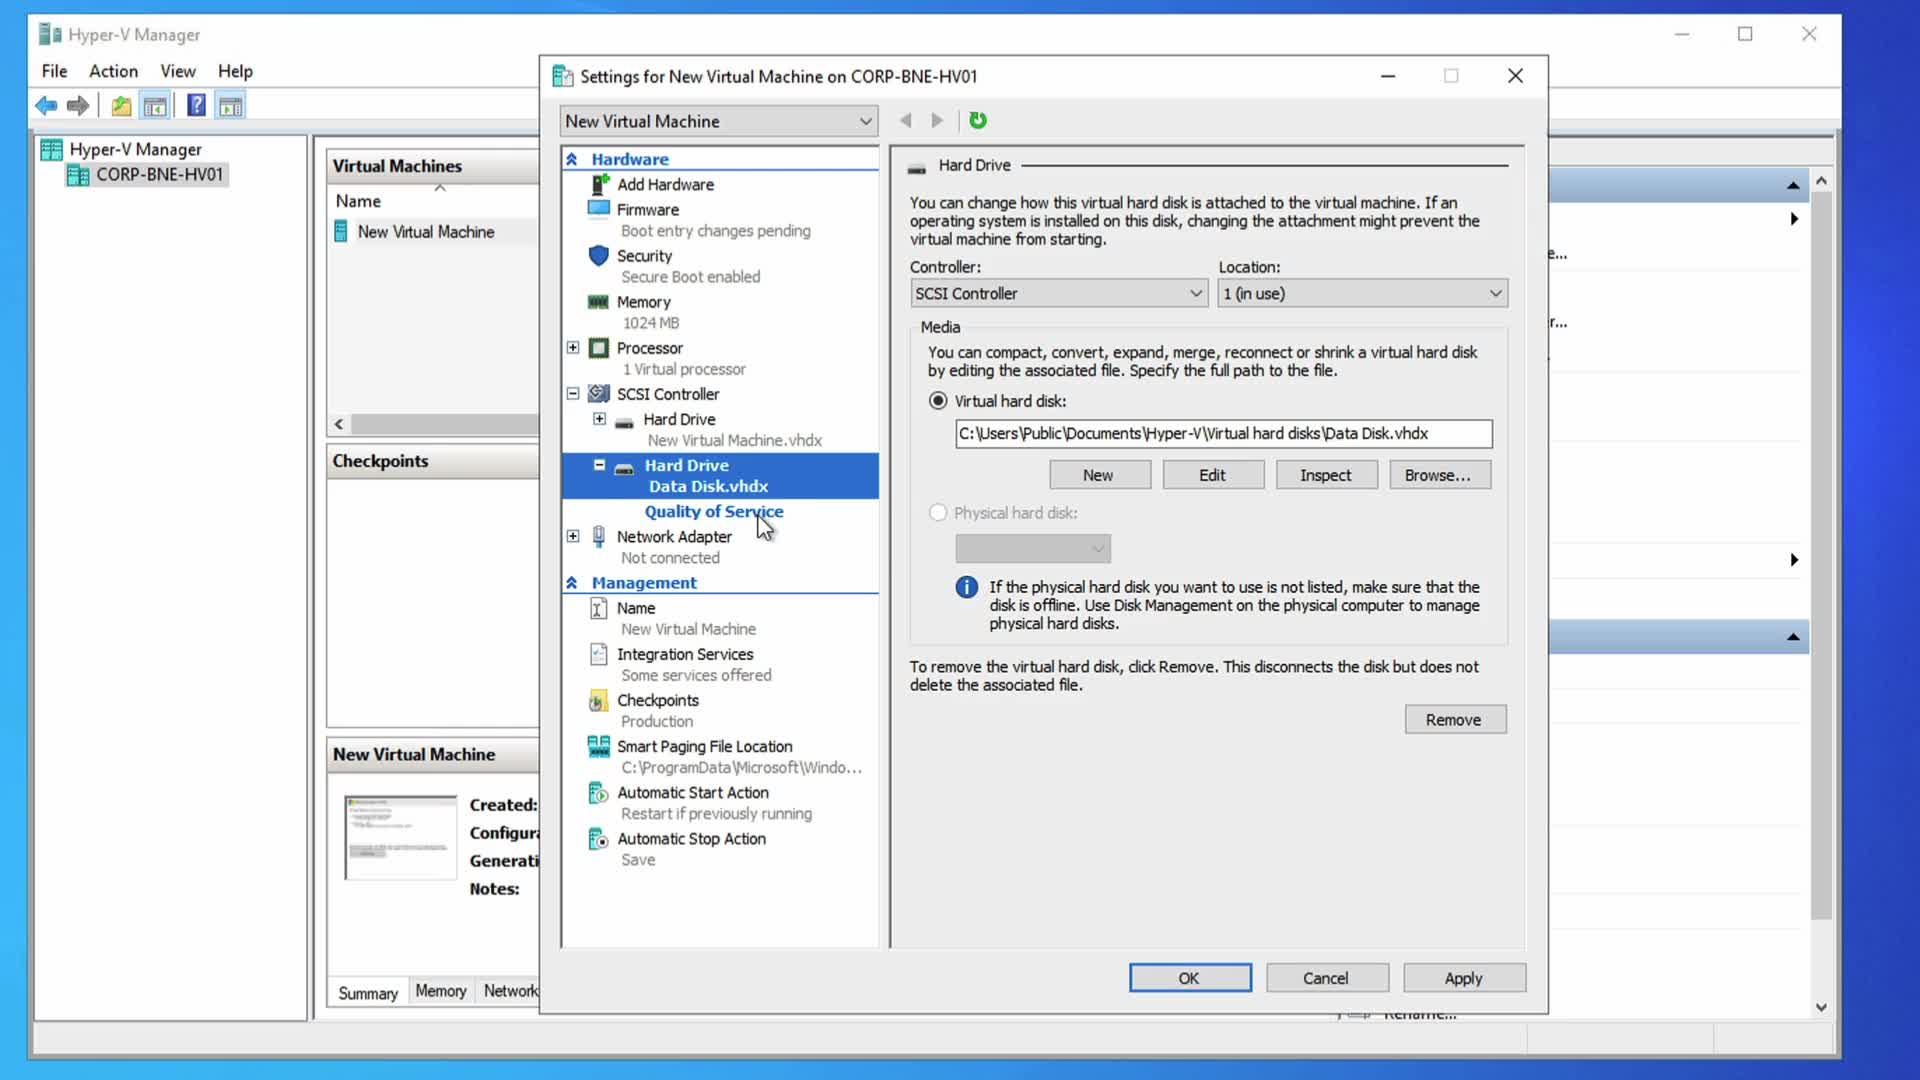 Hyper-V Manager
File Action View Help
Hyper-V Manager
CORP-BNE-HV01
Virtual Machines
Name
New Virtual Machine
Checkpoints
New Virtual Machine
Created:
Generati
Notes:
Summary Memory Network
Settings for New Virtual Machine on CORP-BNE-HV01
New Virtual Machine
Hardware
Add Hardware
Firmware
Boot entry changes pending
Security
Secure Boot enabled
Memory
1024 MB
Processor
1 Virtual processor
SCSI Controller
Hard Drive
New Virtual Machine.vhdx
Hard Drive
Data Disk.vhdx
Quality of Service
Network Adapter
Not connected
Management
Name
New Virtual Machine
Integration Services
Some services offered
Checkpoints
Production
Smart Paging File Location
C:\ProgramData\Microsoft\Windo...
Automatic Start Action
Restart if previously running
Automatic Stop Action
Save
Hard Drive
You can change how this virtual hard disk is attached to the virtual machine. If an
operating system is installed on this disk, changing the attachment might prevent the
virtual machine from starting.
Controller: Location:
SCSI Controller 1 (in use)
Media
You can compact, convert, expand, merge, reconnect or shrink a virtual hard disk
by editing the associated file. Specify the full path to the file.
Virtual hard disk:
C:\Users\Public\Documents\Hyper-V\Virtual hard disks\Data Disk.vhdx
New Edit Inspect Browse...
Physical hard disk:
If the physical hard disk you want to use is not listed, make sure that the
disk is offline. Use Disk Management on the physical computer to manage
physical hard disks.
To remove the virtual hard disk, click Remove. This disconnects the disk but does not
delete the associated file.
Remove
OK Cancel Apply
e...
r...
Rename...